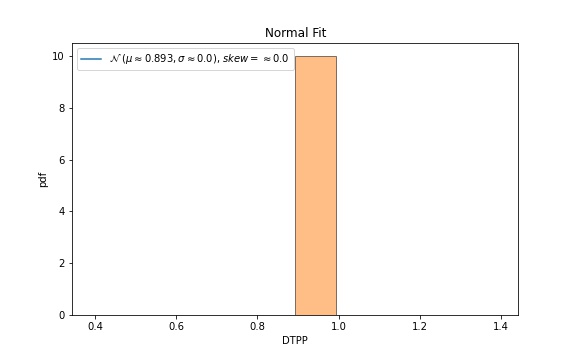 Normal Fit
𝒩(μ ≈ 0.893, σ ≈ 0.0), skew = ≈0.0
pdf
10
8
6
4
2
0
0.4 0.6 0.8 1.0 1.2 1.4
DTPP